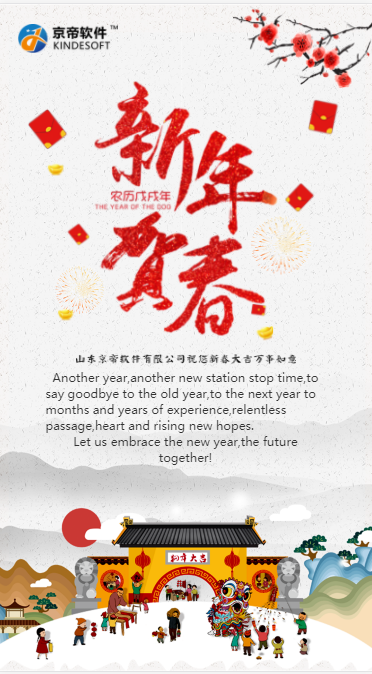 京帝软件™
KINDESOFT
新年
农历戊戌年
THE YEAR OF THE DOG
贺春
山东京帝软件有限公司祝您新春大吉万事如意
Another year,another new station stop time,to
say goodbye to the old year,to the next year to
months and years of experience,relentless
passage,heart and rising new hopes.
Let us embrace the new year,the future
together!
狗年大吉